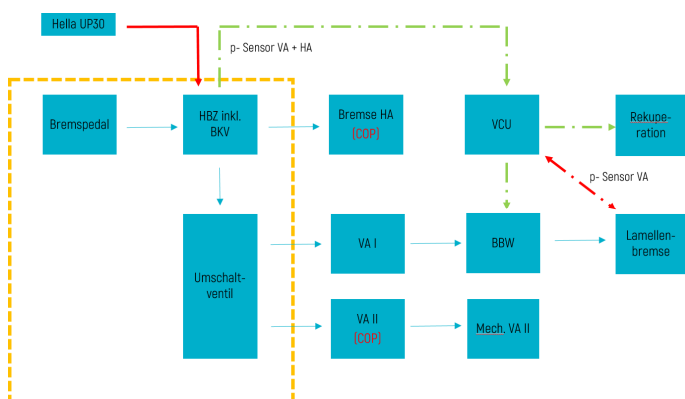 Hella UP30
p- Sensor VA + HA
Bremspedal
HBZ inkl.
BKV
Bremse HA
(COP)
VCU
Rekupe-
ration
p- Sensor VA
Umschalt-
ventil
VA I
BBW
Lamellen-
bremse
VA II
(COP)
Mech. VA II